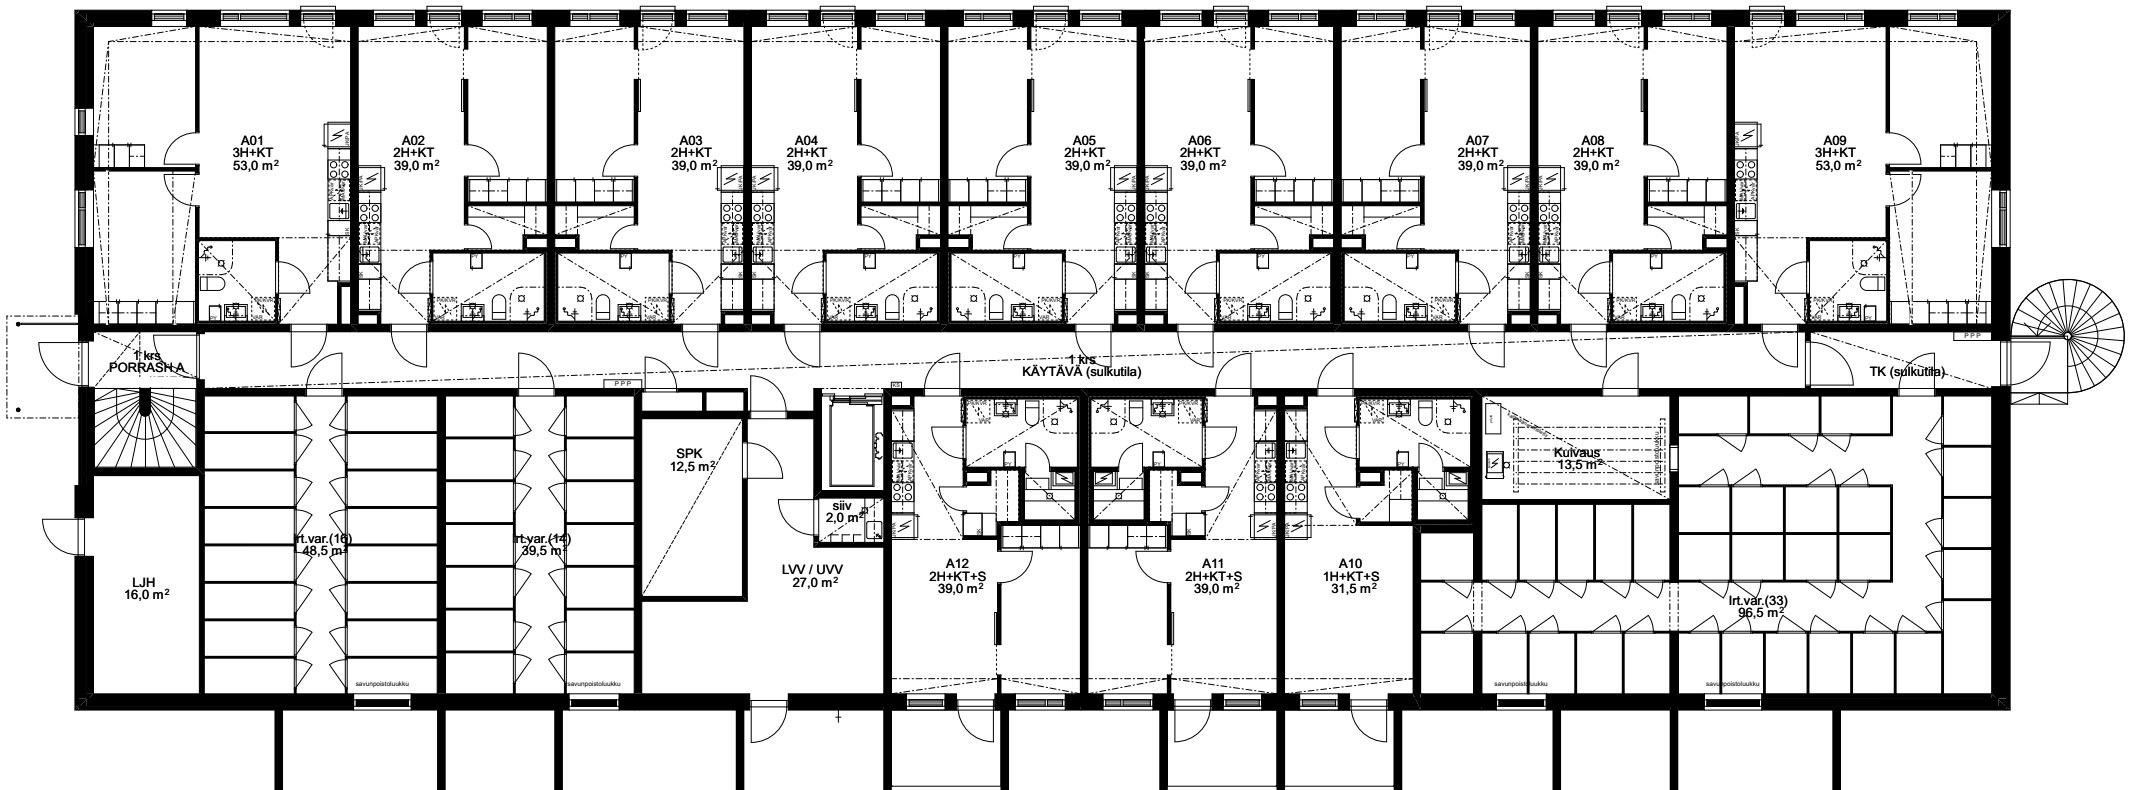 A01
3H+KT
53,0 m²
A02
2H+KT
39,0 m²
A03
2H+KT
39,0 m²
A04
2H+KT
39,0 m²
A05
2H+KT
39,0 m²
A06
2H+KT
39,0 m²
A07
2H+KT
39,0 m²
A08
2H+KT
39,0 m²
A09
3H+KT
53,0 m²
1 krs
PORRASH A
1 krs
KÄYTÄVÄ (sulkutila)
TK (sulkutila)
PPP
PPP
SPK
12,5 m²
siiv
2,0 m²
Kuivaus
13,5 m²
irt.var.(16)
48,5 m²
irt.var.(14)
39,5 m²
LJH
16,0 m²
LVV / UVV
27,0 m²
A12
2H+KT+S
39,0 m²
A11
2H+KT+S
39,0 m²
A10
1H+KT+S
31,5 m²
irt.var.(33)
96,5 m²
savunpoistoluukku
savunpoistoluukku
savunpoistoluukku
savunpoistoluukku